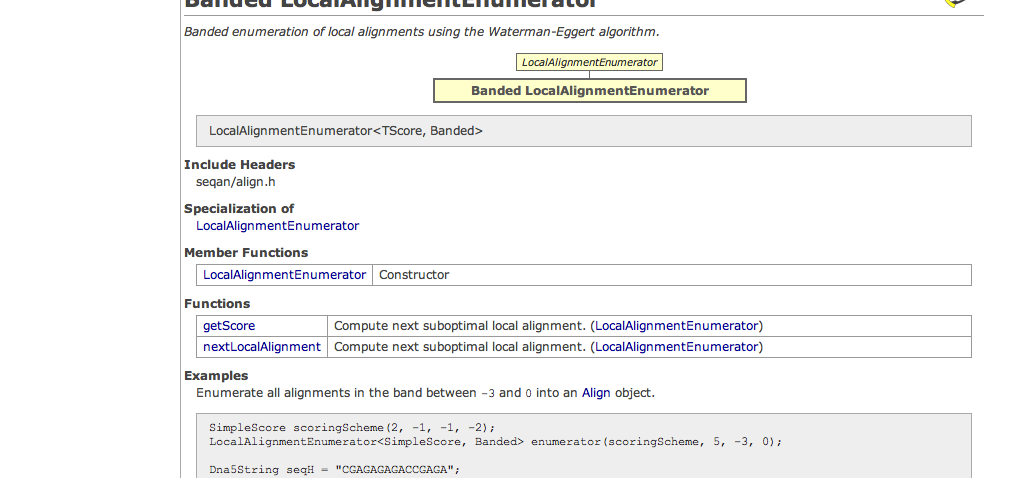 Banded LocalAlignmentEnumerator
Banded enumeration of local alignments using the Waterman-Eggert algorithm.
LocalAlignmentEnumerator
Banded LocalAlignmentEnumerator
LocalAlignmentEnumerator<TScore, Banded>
Include Headers
seqan/align.h
Specialization of
LocalAlignmentEnumerator
Member Functions
LocalAlignmentEnumerator Constructor
Functions
getScore Compute next suboptimal local alignment. (LocalAlignmentEnumerator)
nextLocalAlignment Compute next suboptimal local alignment. (LocalAlignmentEnumerator)
Examples
Enumerate all alignments in the band between -3 and 0 into an Align object.
SimpleScore scoringScheme(2, -1, -1, -2);
LocalAlignmentEnumerator<SimpleScore, Banded> enumerator(scoringScheme, 5, -3, 0);
Dna5String seqH = "CGAGAGAGACCGAGA";